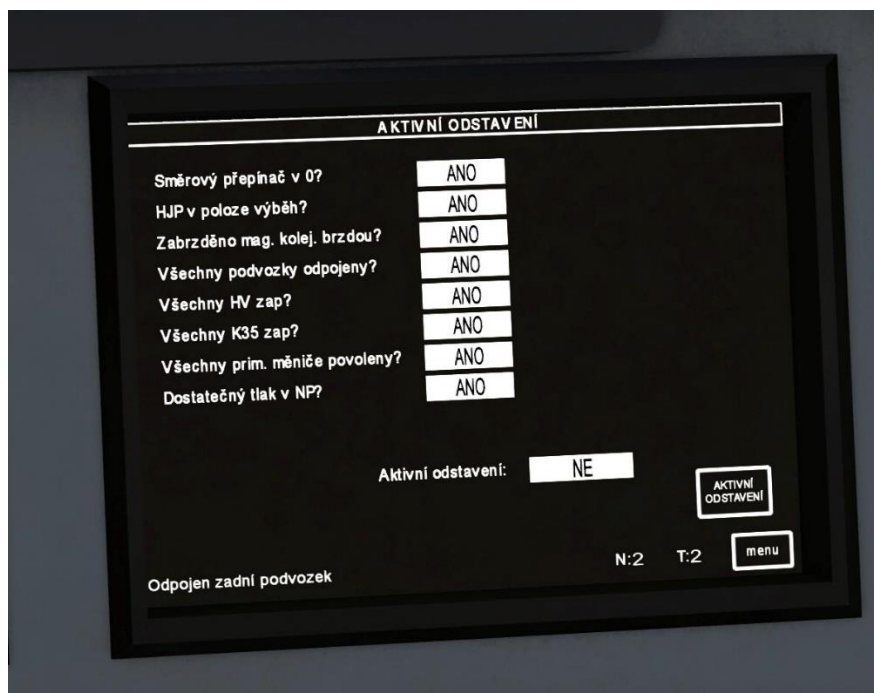 AKTIVNÍ ODSTAVENÍ
Směrový přepínač v 0? ANO
HJP v poloze výběh? ANO
Zabrzděno mag. kolej. brzdou? ANO
Všechny podvozky odpojeny? ANO
Všechny HV zap? ANO
Všechny K35 zap? ANO
Všechny prim. měniče povoleny? ANO
Dostatečný tlak v NP? ANO
Aktivní odstavení: NE
AKTIVNÍ
ODSTAVENÍ
N:2 T:2 menu
Odpojen zadní podvozek